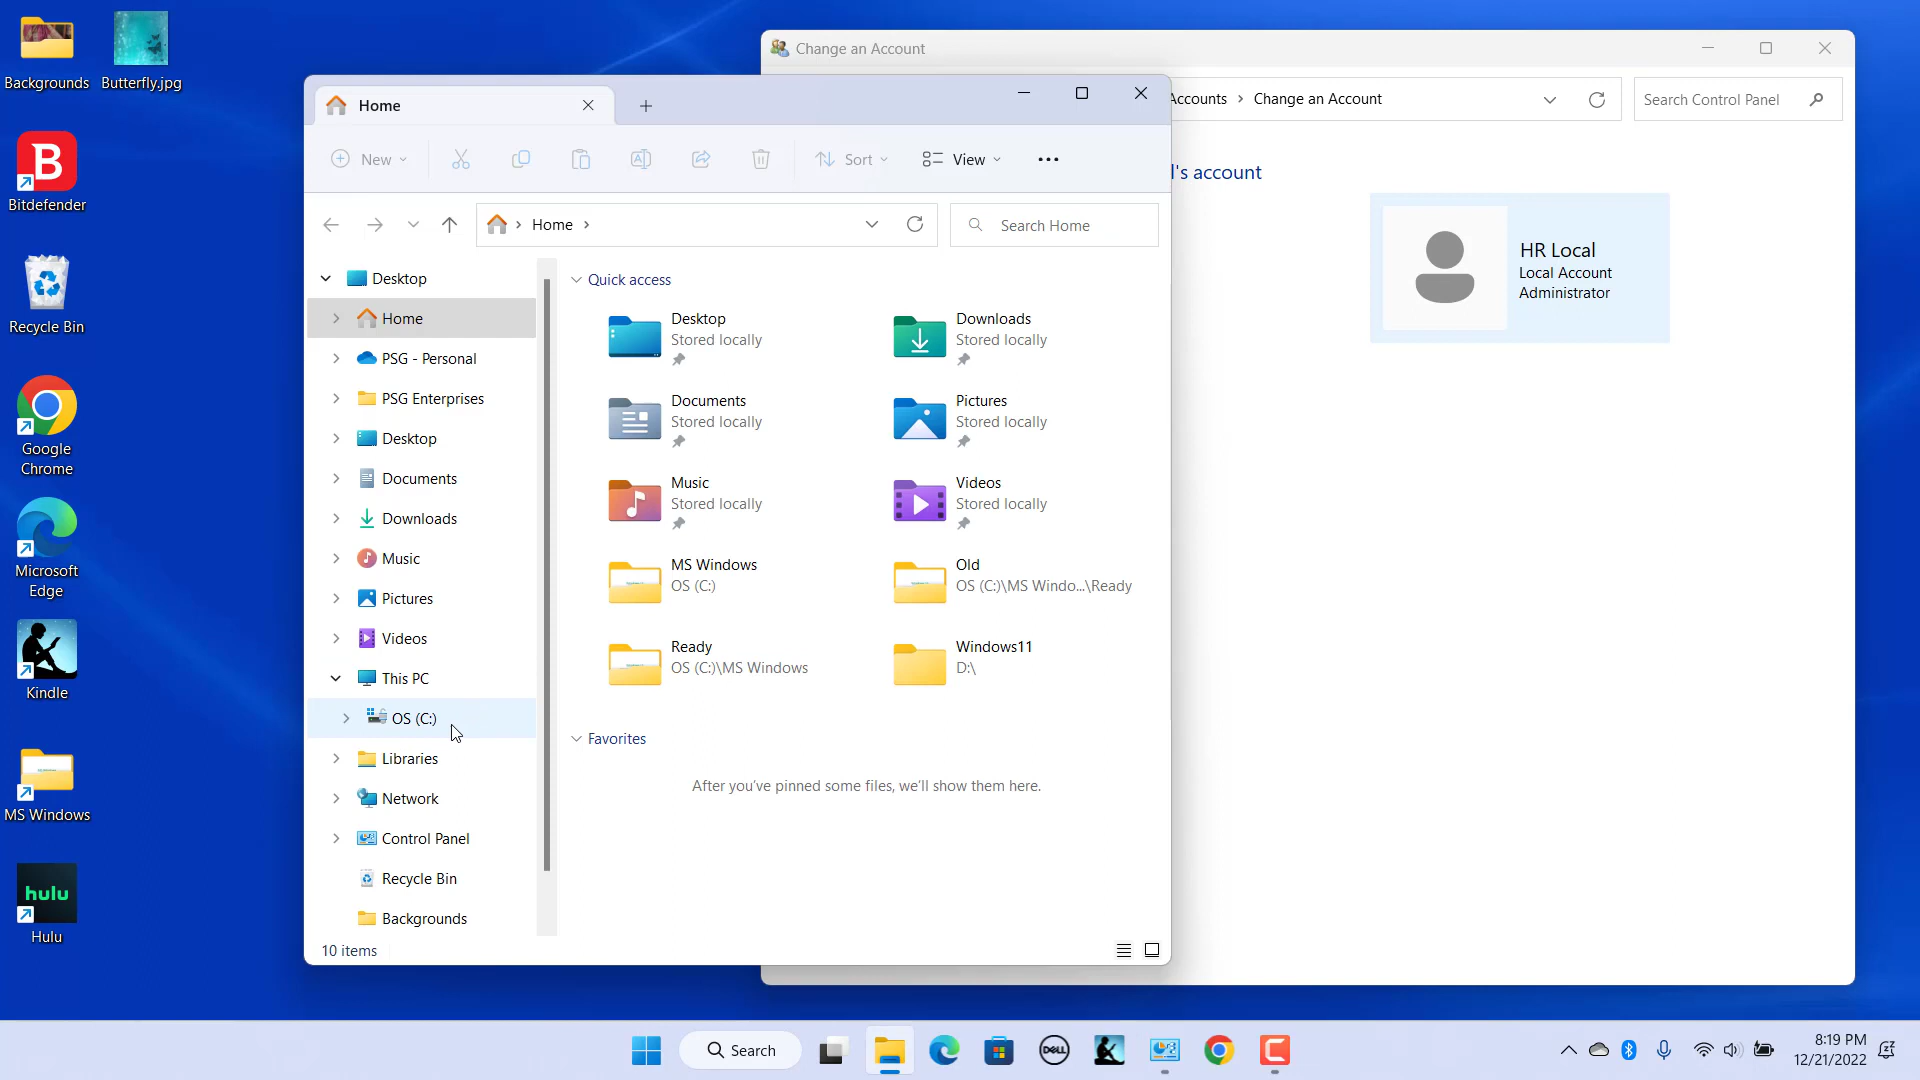 Backgrounds
Butterfly.jpg
B
Bitdefender
Recycle Bin
Google
Chrome
Microsoft
Edge
Kindle
MS Windows
hulu
Hulu
Change an Account
Accounts > Change an Account
Search Control Panel
l's account
HR Local
Local Account
Administrator
Home
New
Sort
View
Home
Search Home
Desktop
Home
PSG - Personal
PSG Enterprises
Desktop
Documents
Downloads
Music
Pictures
Videos
This PC
OS (C:)
Libraries
Network
Control Panel
Recycle Bin
Backgrounds
Quick access
Desktop
Stored locally
Downloads
Stored locally
Documents
Stored locally
Pictures
Stored locally
Music
Stored locally
Videos
Stored locally
MS Windows
OS (C:)
Old
OS (C:)\MS Windo...\Ready
Ready
OS (C:)\MS Windows
Windows11
D:\
Favorites
After you've pinned some files, we'll show them here.
10 items
Search
DELL
8:19 PM
12/21/2022